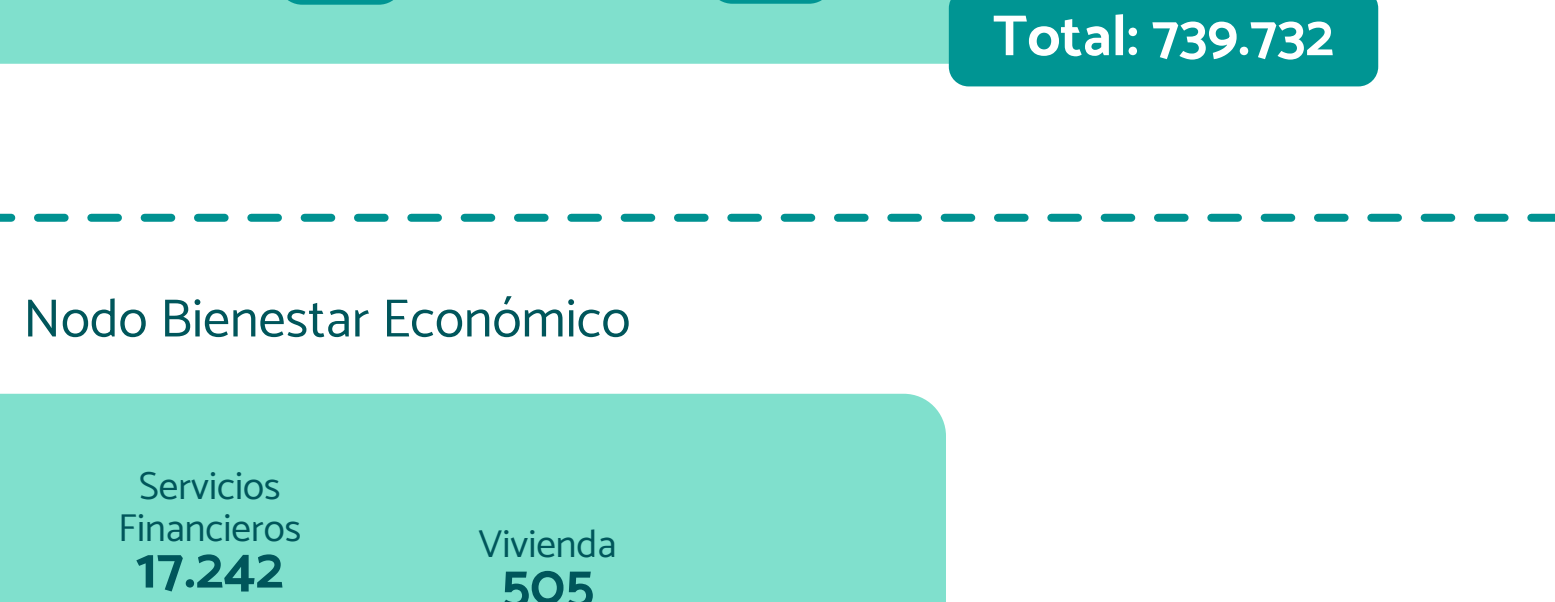 Total: 739.732
Nodo Bienestar Económico
Servicios
Financieros
17.242
Vivienda
505